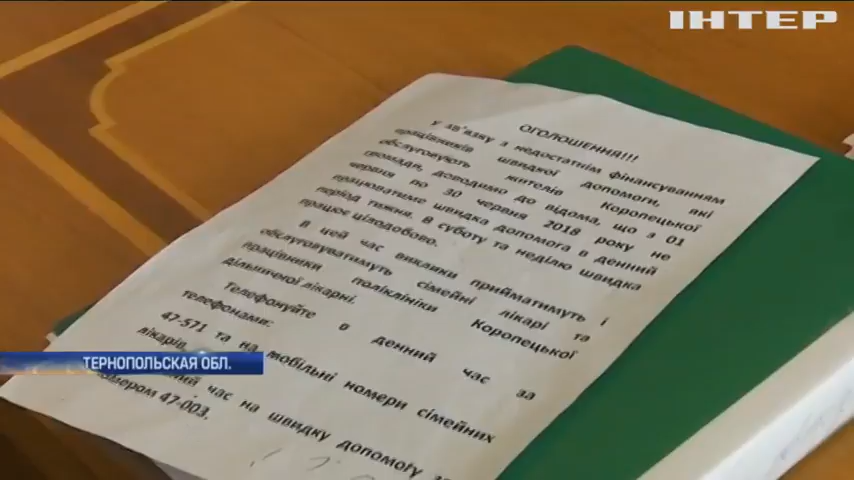 ІНТЕР
ОГОЛОШЕННЯ!!!
у зв'язку з недостатнім фінансуванням
працівників швидкої допомоги, які
обслуговують жителів Коропецької
громади, доводимо до відома, що з 01
червня по 30 червня 2018 року не
працюватиме швидка допомога в денний
період тижня. В суботу та неділю швидка
працює цілодобово.
В цей час виклики прийматимуть і
обслуговуватимуть сімейні лікарі та
працівники поліклініки Коропецької
дільничної лікарні.
Телефонуйте в денний час за
телефонами:
47-571 та на мобільні номери сімейних
лікарів
час на швидку допомогу
номером 47-003.
ТЕРНОПОЛЬСКАЯ ОБЛ.